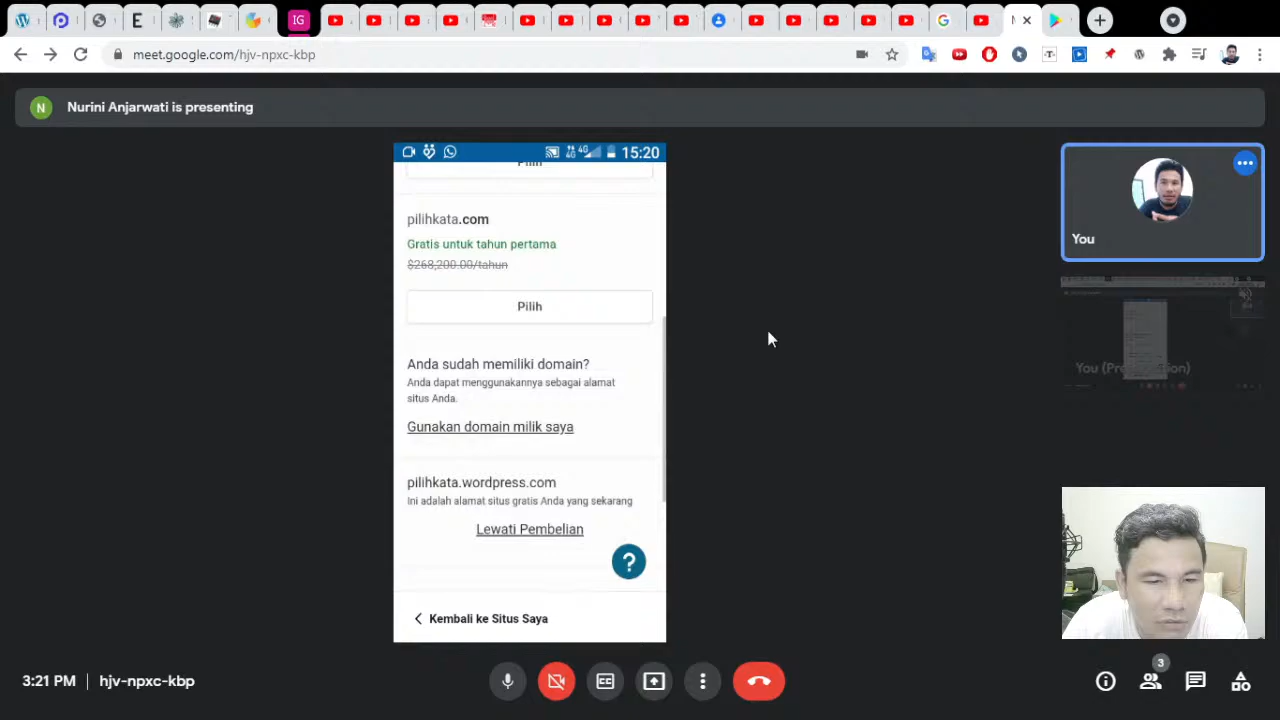 IG
meet.google.com/hjv-npxc-kbp
N
Nurini Anjarwati is presenting
15:20
pilihkata.com
Gratis untuk tahun pertama
$268,200.00/tahun
Pilih
Anda sudah memiliki domain?
Anda dapat menggunakannya sebagai alamat
situs Anda.
Gunakan domain milik saya
pilihkata.wordpress.com
Ini adalah alamat situs gratis Anda yang sekarang
Lewati Pembelian
?
Kembali ke Situs Saya
You
3:21 PM
hjv-npxc-kbp
3